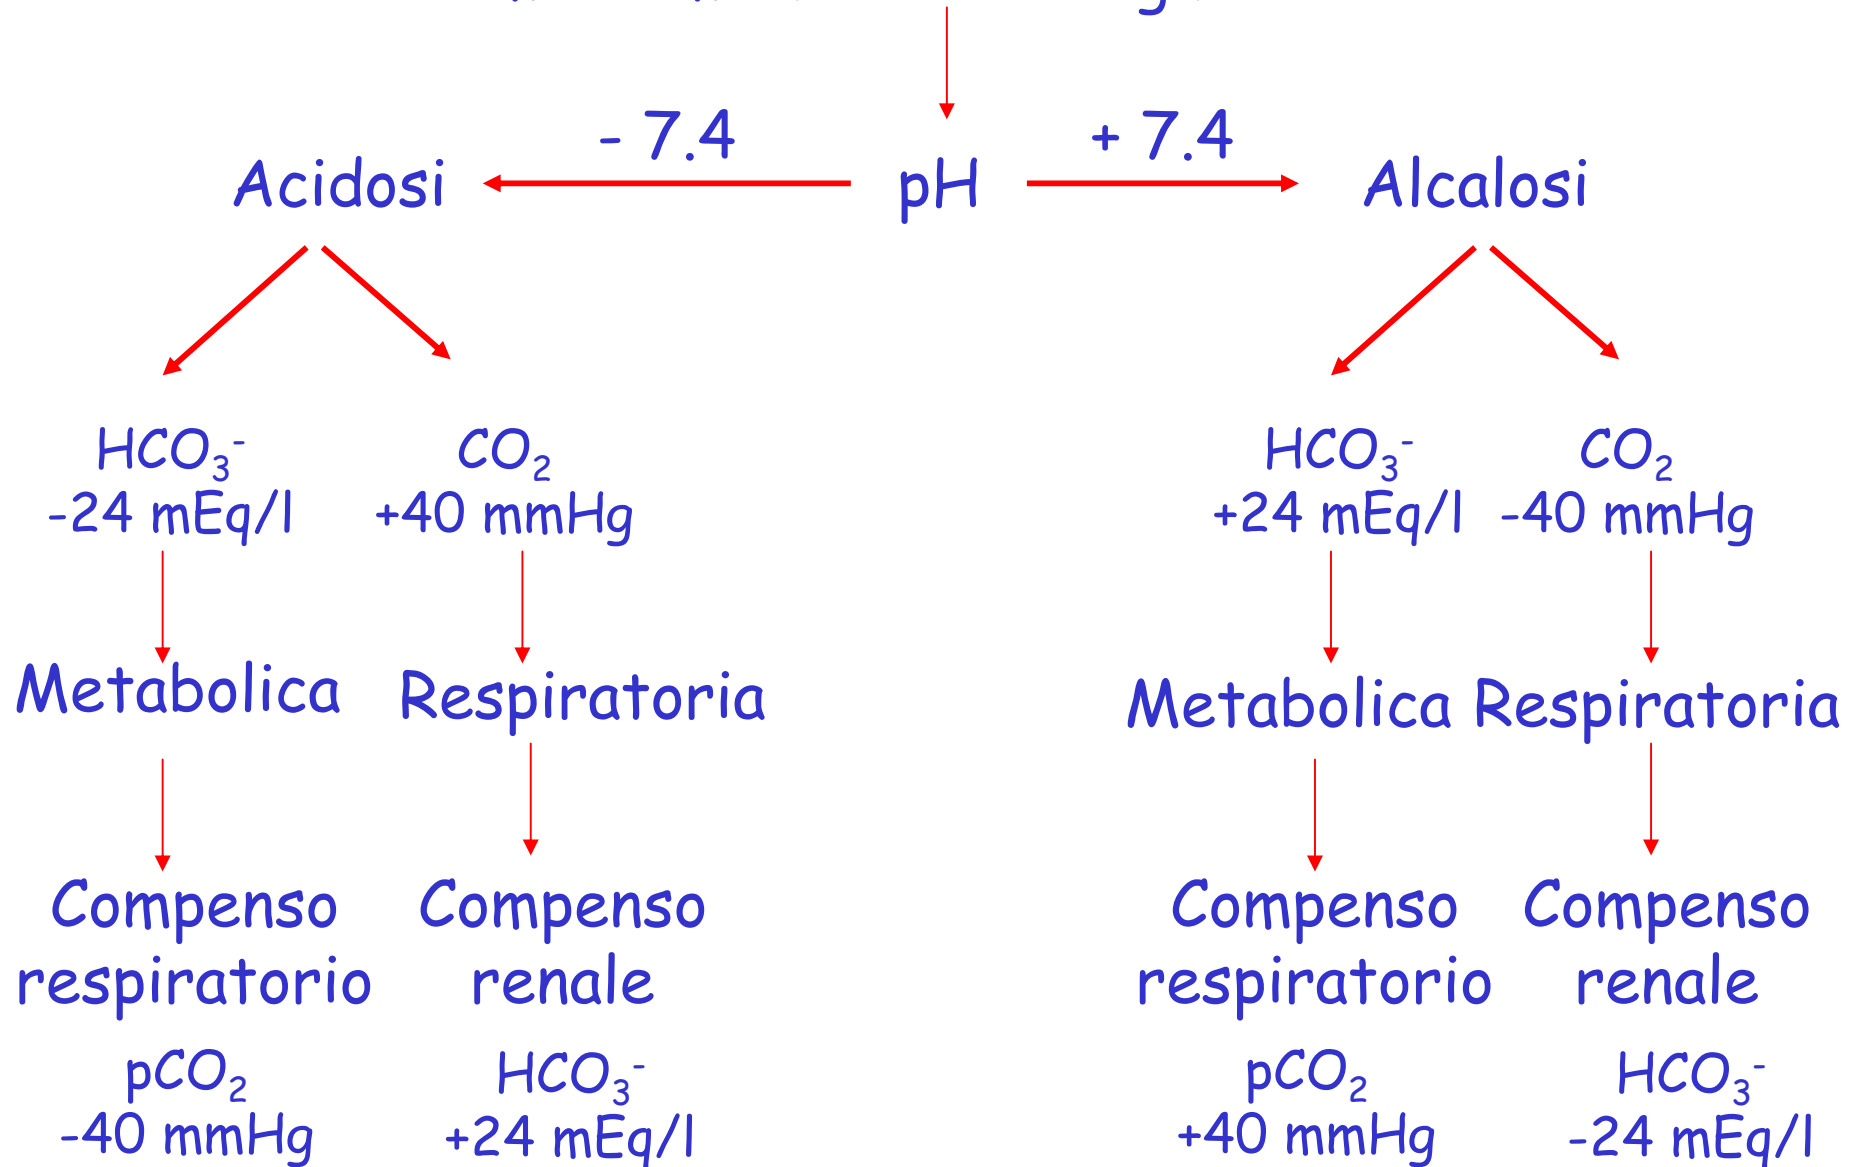 - 7.4
+ 7.4
Acidosi
pH
Alcalosi
HCO₃⁻
-24 mEq/l
CO₂
+40 mmHg
HCO₃⁻
+24 mEq/l
CO₂
-40 mmHg
Metabolica
Respiratoria
Metabolica
Respiratoria
Compenso
respiratorio
pCO₂
-40 mmHg
Compenso
renale
HCO₃⁻
+24 mEq/l
Compenso
respiratorio
pCO₂
+40 mmHg
Compenso
renale
HCO₃⁻
-24 mEq/l